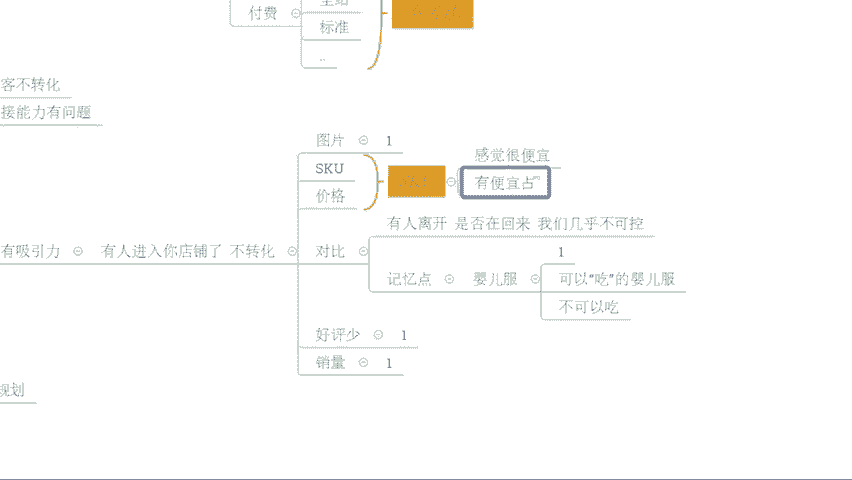 付费
标准
..
客不转化
接能力有问题
图片 1
感觉很便宜
SKU
有便宜占
价格
有人离开 是否在回来 我们几乎不可控
1
有吸引力 有人进入你店铺了 不转化 对比
记忆点 婴儿服 可以“吃”的婴儿服
不可以吃
好评少 1
销量 1
规划